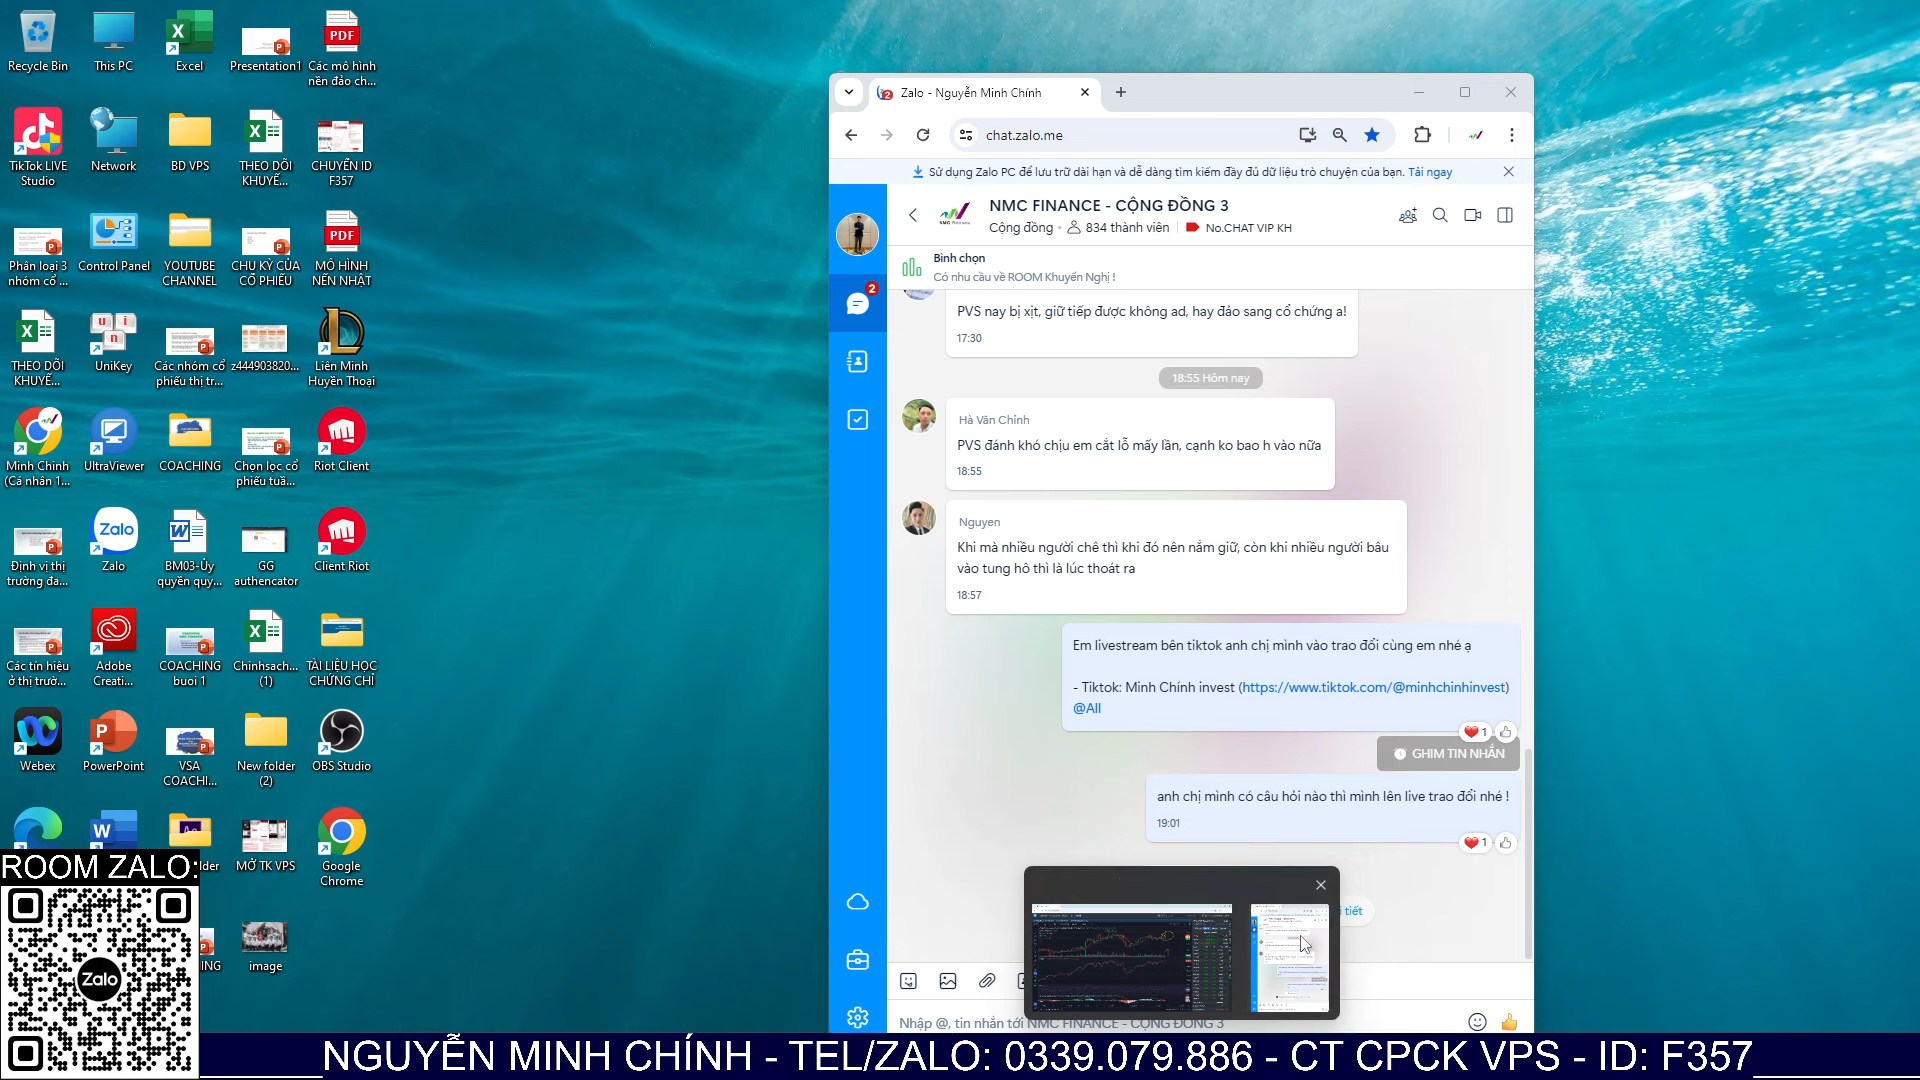 Recycle Bin
This PC
Excel
Presentation1
Các mô hình
nền đảo ch...
TikTok LIVE
Studio
Network
BD VPS
THEO DÕI
KHUYẾ...
CHUYỂN ID
F357
Phân loại 3
nhóm cổ ...
Control Panel
YOUTUBE
CHANNEL
CHU KỲ CỦA
CỔ PHIẾU
MÔ HÌNH
NẾN NHẬT
THEO DÕI
KHUYẾ...
UniKey
Các nhóm cổ
phiếu thị tr...
z444903820...
Liên Minh
Huyền Thoại
Minh Chinh
(Cá nhân 1...
UltraViewer
COACHING
Chọn lọc cổ
phiếu tuầ...
Riot Client
Định vị thị
trường đa...
Zalo
BM03-Ủy
quyền quy...
GG
authencator
Client Riot
Các tín hiệu
ở thị trườ...
Adobe
Creati...
COACHING
buoi 1
Chinhsach...
(1)
TÀI LIỆU HỌC
CHỨNG CHỈ
Webex
PowerPoint
VSA
COACHI...
New folder
(2)
OBS Studio
MỞ TK VPS
Google
Chrome
image
ROOM ZALO:
Zalo
Zalo - Nguyễn Minh Chính
chat.zalo.me
Sử dụng Zalo PC để lưu trữ dài hạn và dễ dàng tìm kiếm đầy đủ dữ liệu trò chuyện của bạn. Tải ngay
NMC FINANCE - CỘNG ĐỒNG 3
Cộng đồng 834 thành viên No.CHAT VIP KH
Bình chọn
Có nhu cầu về ROOM Khuyến Nghị !
2
PVS nay bị xịt, giữ tiếp được không ad, hay đảo sang cổ chứng a!
17:30
18:55 Hôm nay
Hà Văn Chỉnh
PVS đánh khó chịu em cắt lỗ mấy lần, cạnh ko bao h vào nữa
18:55
Nguyen
Khi mà nhiều người chê thì khi đó nên nắm giữ, còn khi nhiều người bâu
vào tung hô thì là lúc thoát ra
18:57
Em livestream bên tiktok anh chị mình vào trao đổi cùng em nhé ạ
- Tiktok: Minh Chính invest (https://www.tiktok.com/@minhchinhinvest)
@All
1
GHIM TIN NHẮN
anh chị mình có câu hỏi nào thì mình lên live trao đổi nhé !
19:01
1
tiết
Nhập @, tin nhắn tới NMC FINANCE - CỘNG ĐỒNG 3
NGUYỄN MINH CHÍNH - TEL/ZALO: 0339.079.886 - CT CPCK VPS - ID: F357